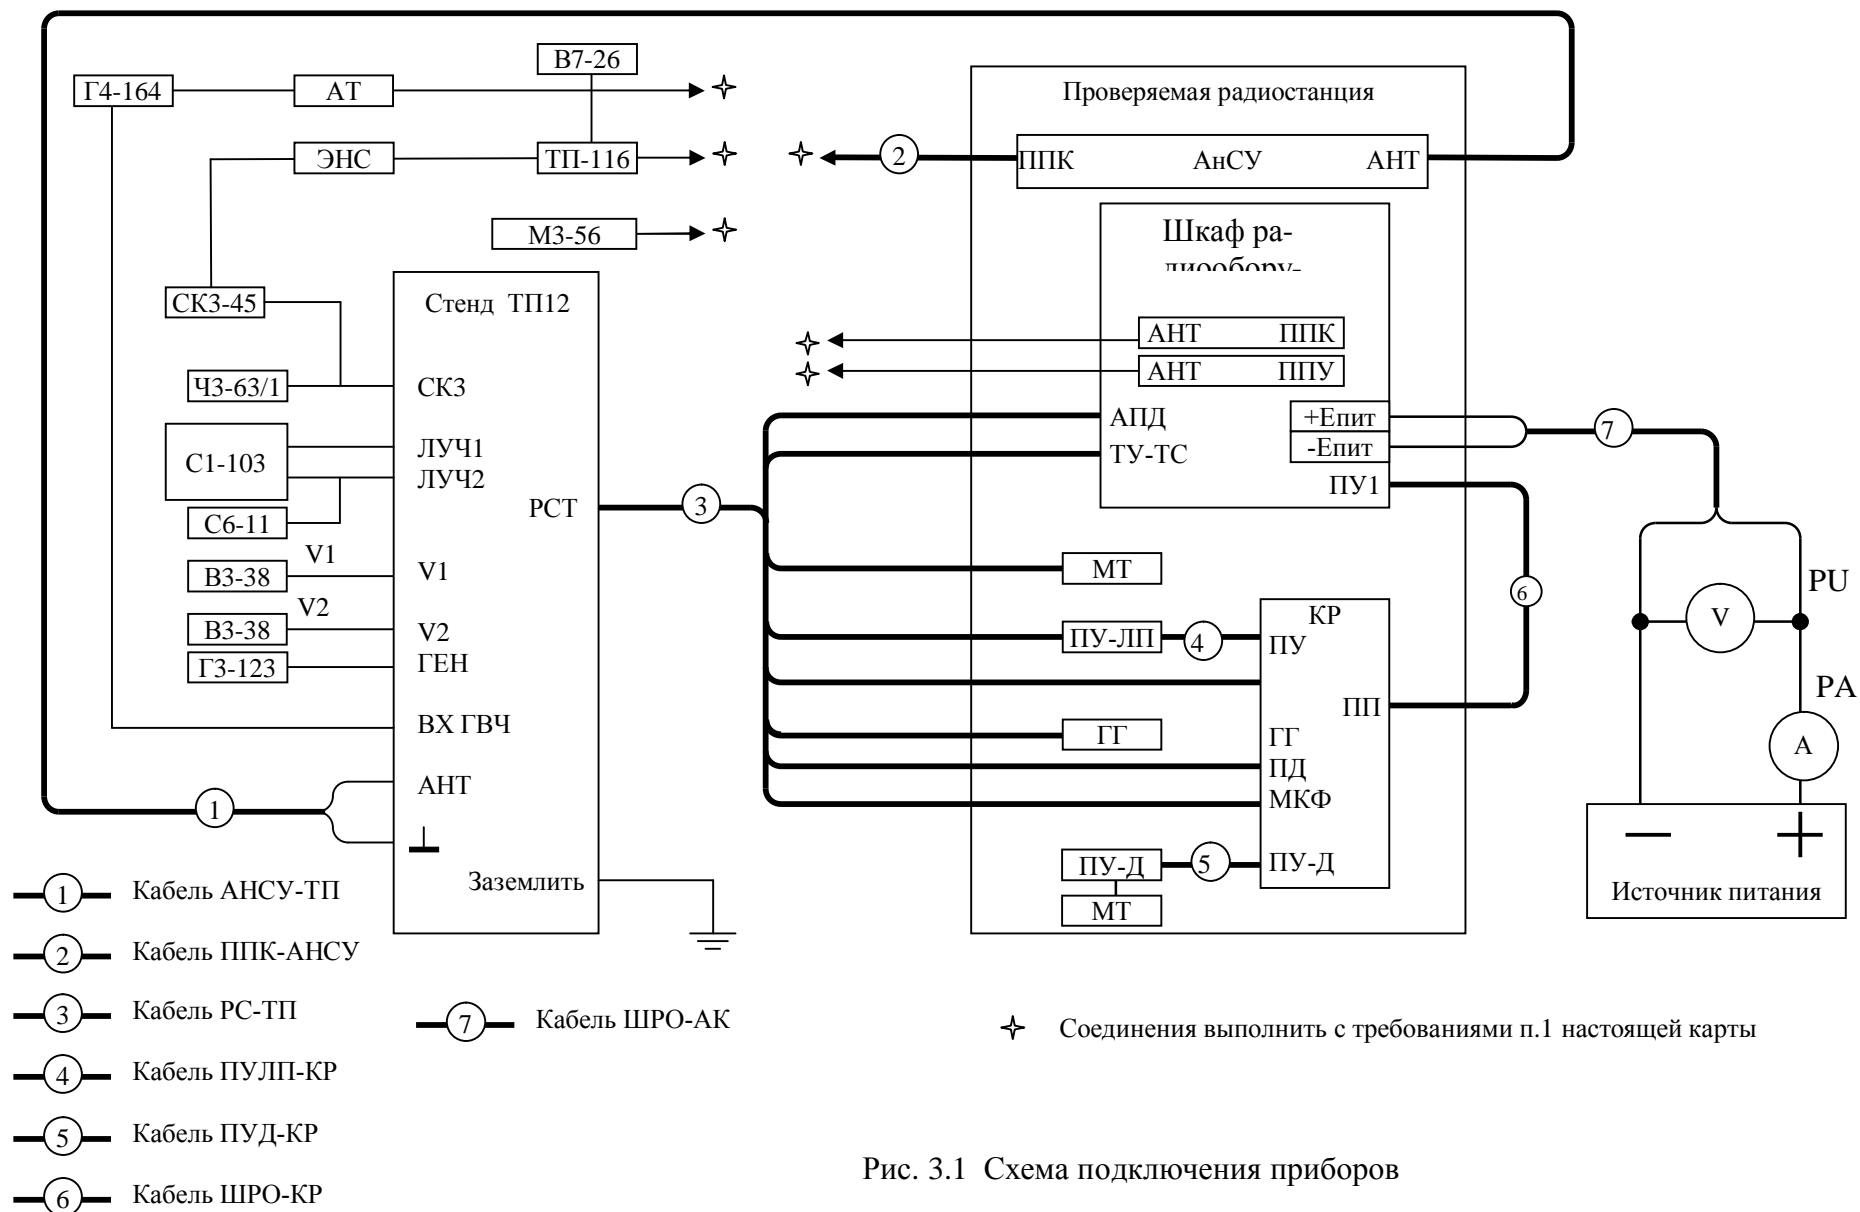 В7-26
Г4-164
АТ
Проверяемая радиостанция
ЭНС
ТП-116
2
ППК
АнСУ
АНТ
М3-56
Шкаф ра-
диообору-
СК3-45
Стенд ТП12
АНТ
ППК
АНТ
ППУ
Ч3-63/1
СК3
АПД
+Епит
7
ЛУЧ1
С1-103
ЛУЧ2
ТУ-ТС
-Епит
ПУ1
С6-11
РСТ
3
V1
В3-38
V1
МТ
6
PU
V2
В3-38
V2
КР
V
ПУ-ЛП
4
ПУ
Г3-123
ГЕН
PA
ВХ ГВЧ
ПП
ГГ
ГГ
А
ПД
АНТ
МКФ
1
ПУ-Д
5
ПУ-Д
МТ
Заземлить
Источник питания
1 Кабель АНСУ-ТП
2 Кабель ППК-АНСУ
3 Кабель РС-ТП
7 Кабель ШРО-АК
Соединения выполнить с требованиями п.1 настоящей карты
4 Кабель ПУЛП-КР
5 Кабель ПУД-КР
6 Кабель ШРО-КР
Рис. 3.1 Схема подключения приборов